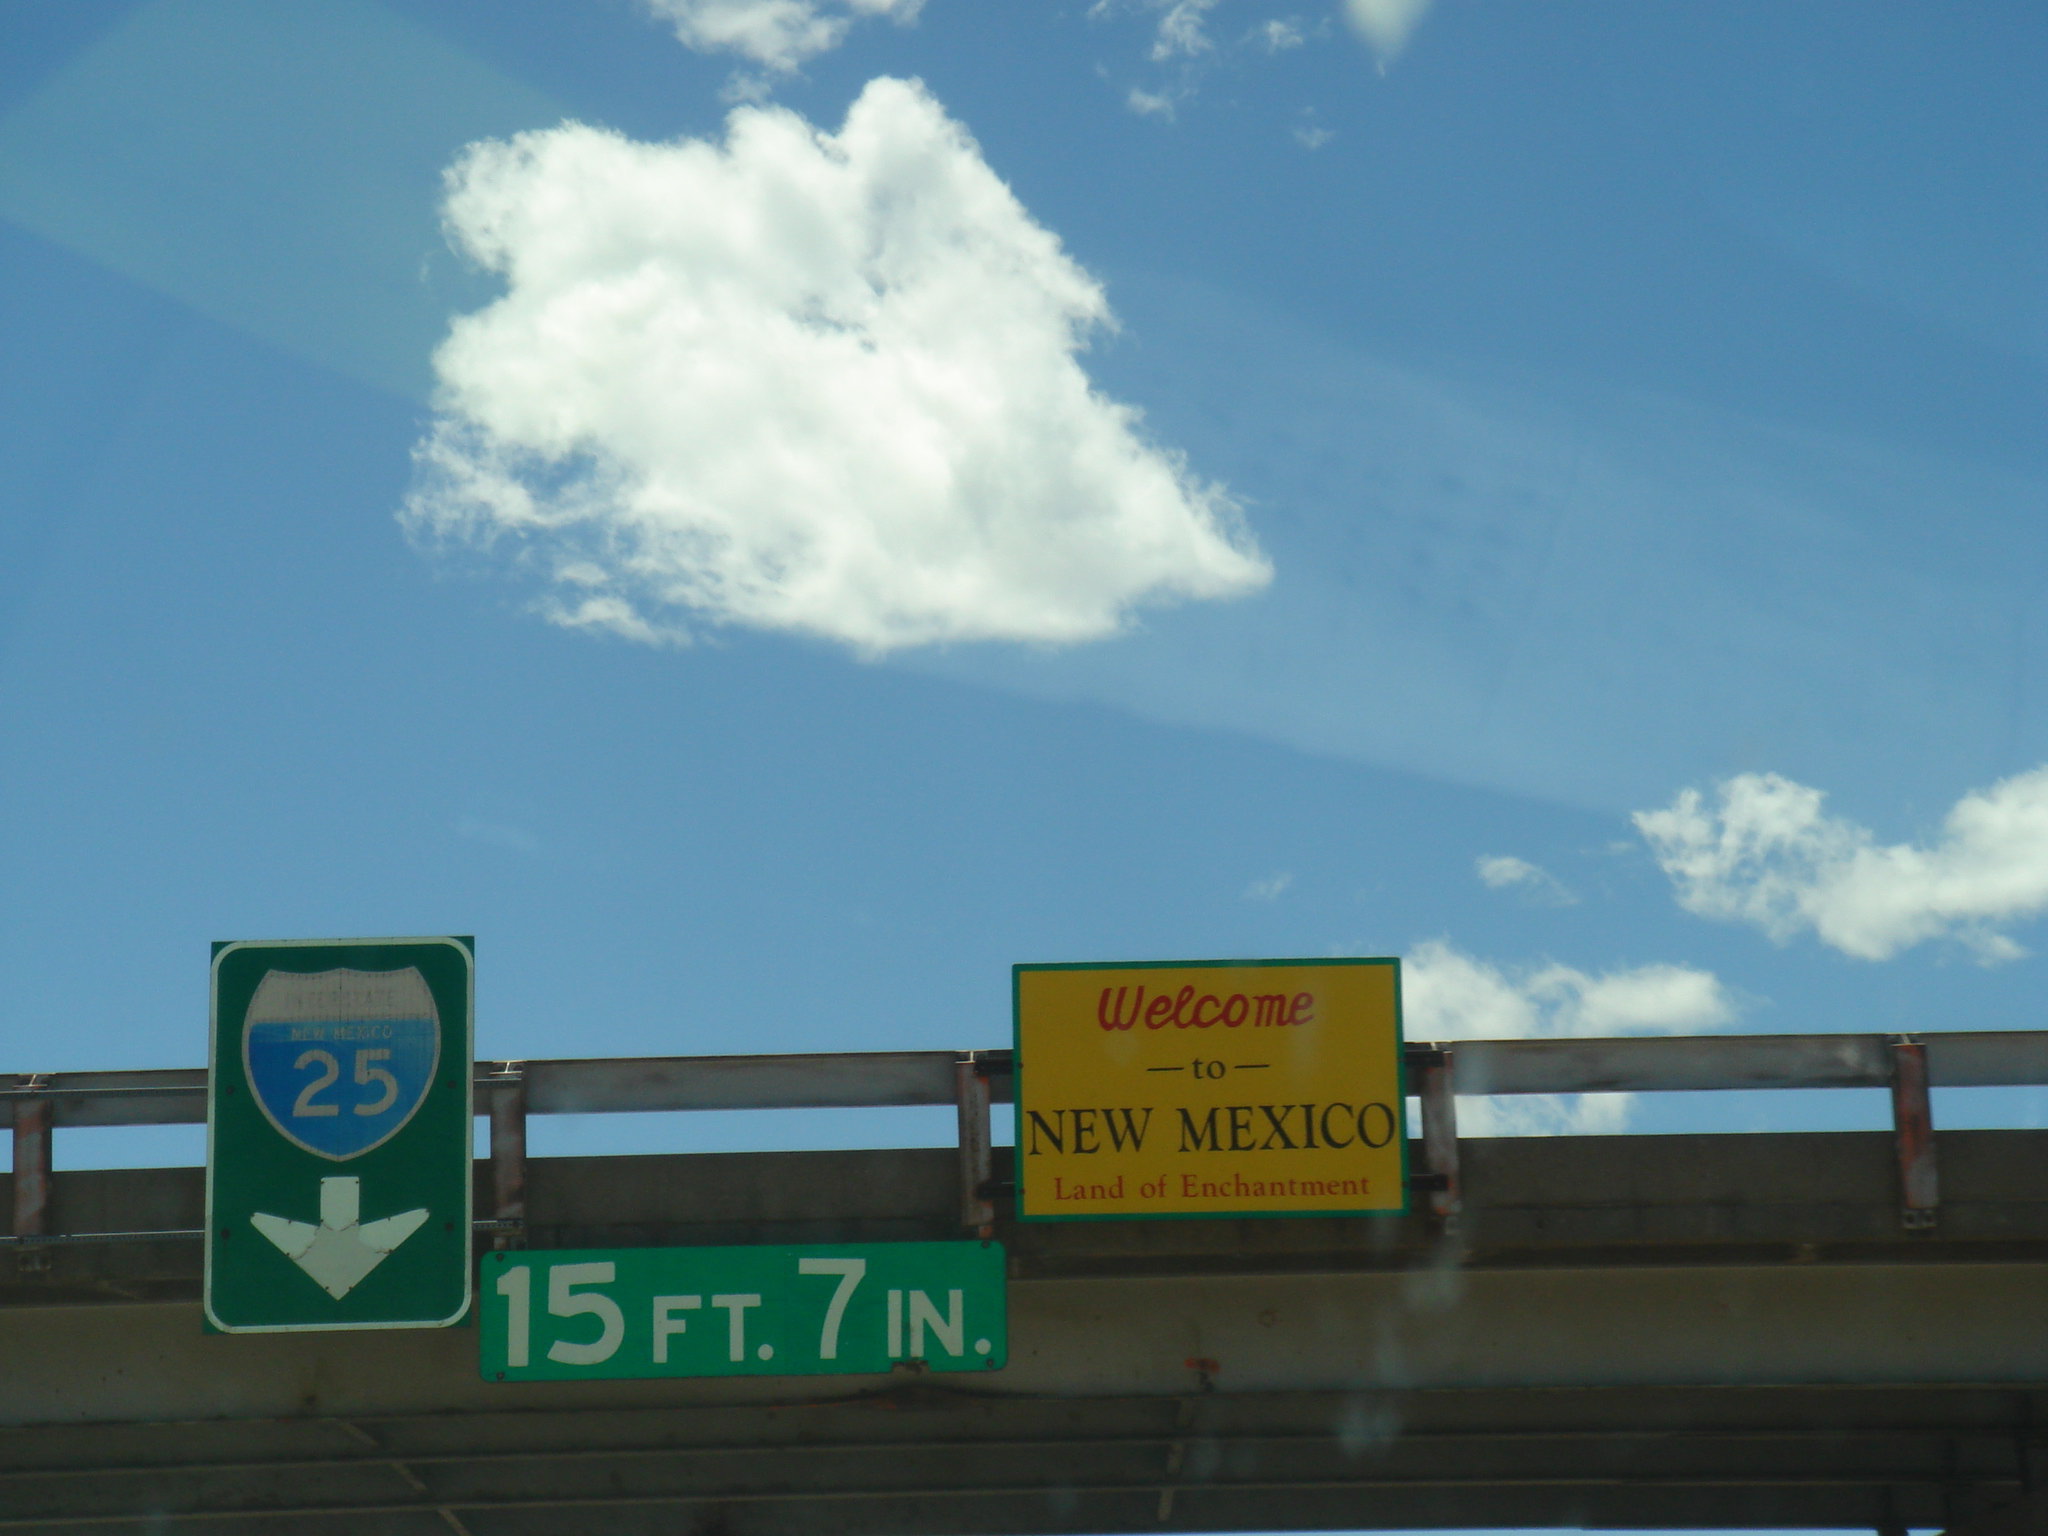 INTERSTATE
NEW MEXICO
25
15 FT. 7 IN.
Welcome
— to —
NEW MEXICO
Land of Enchantment